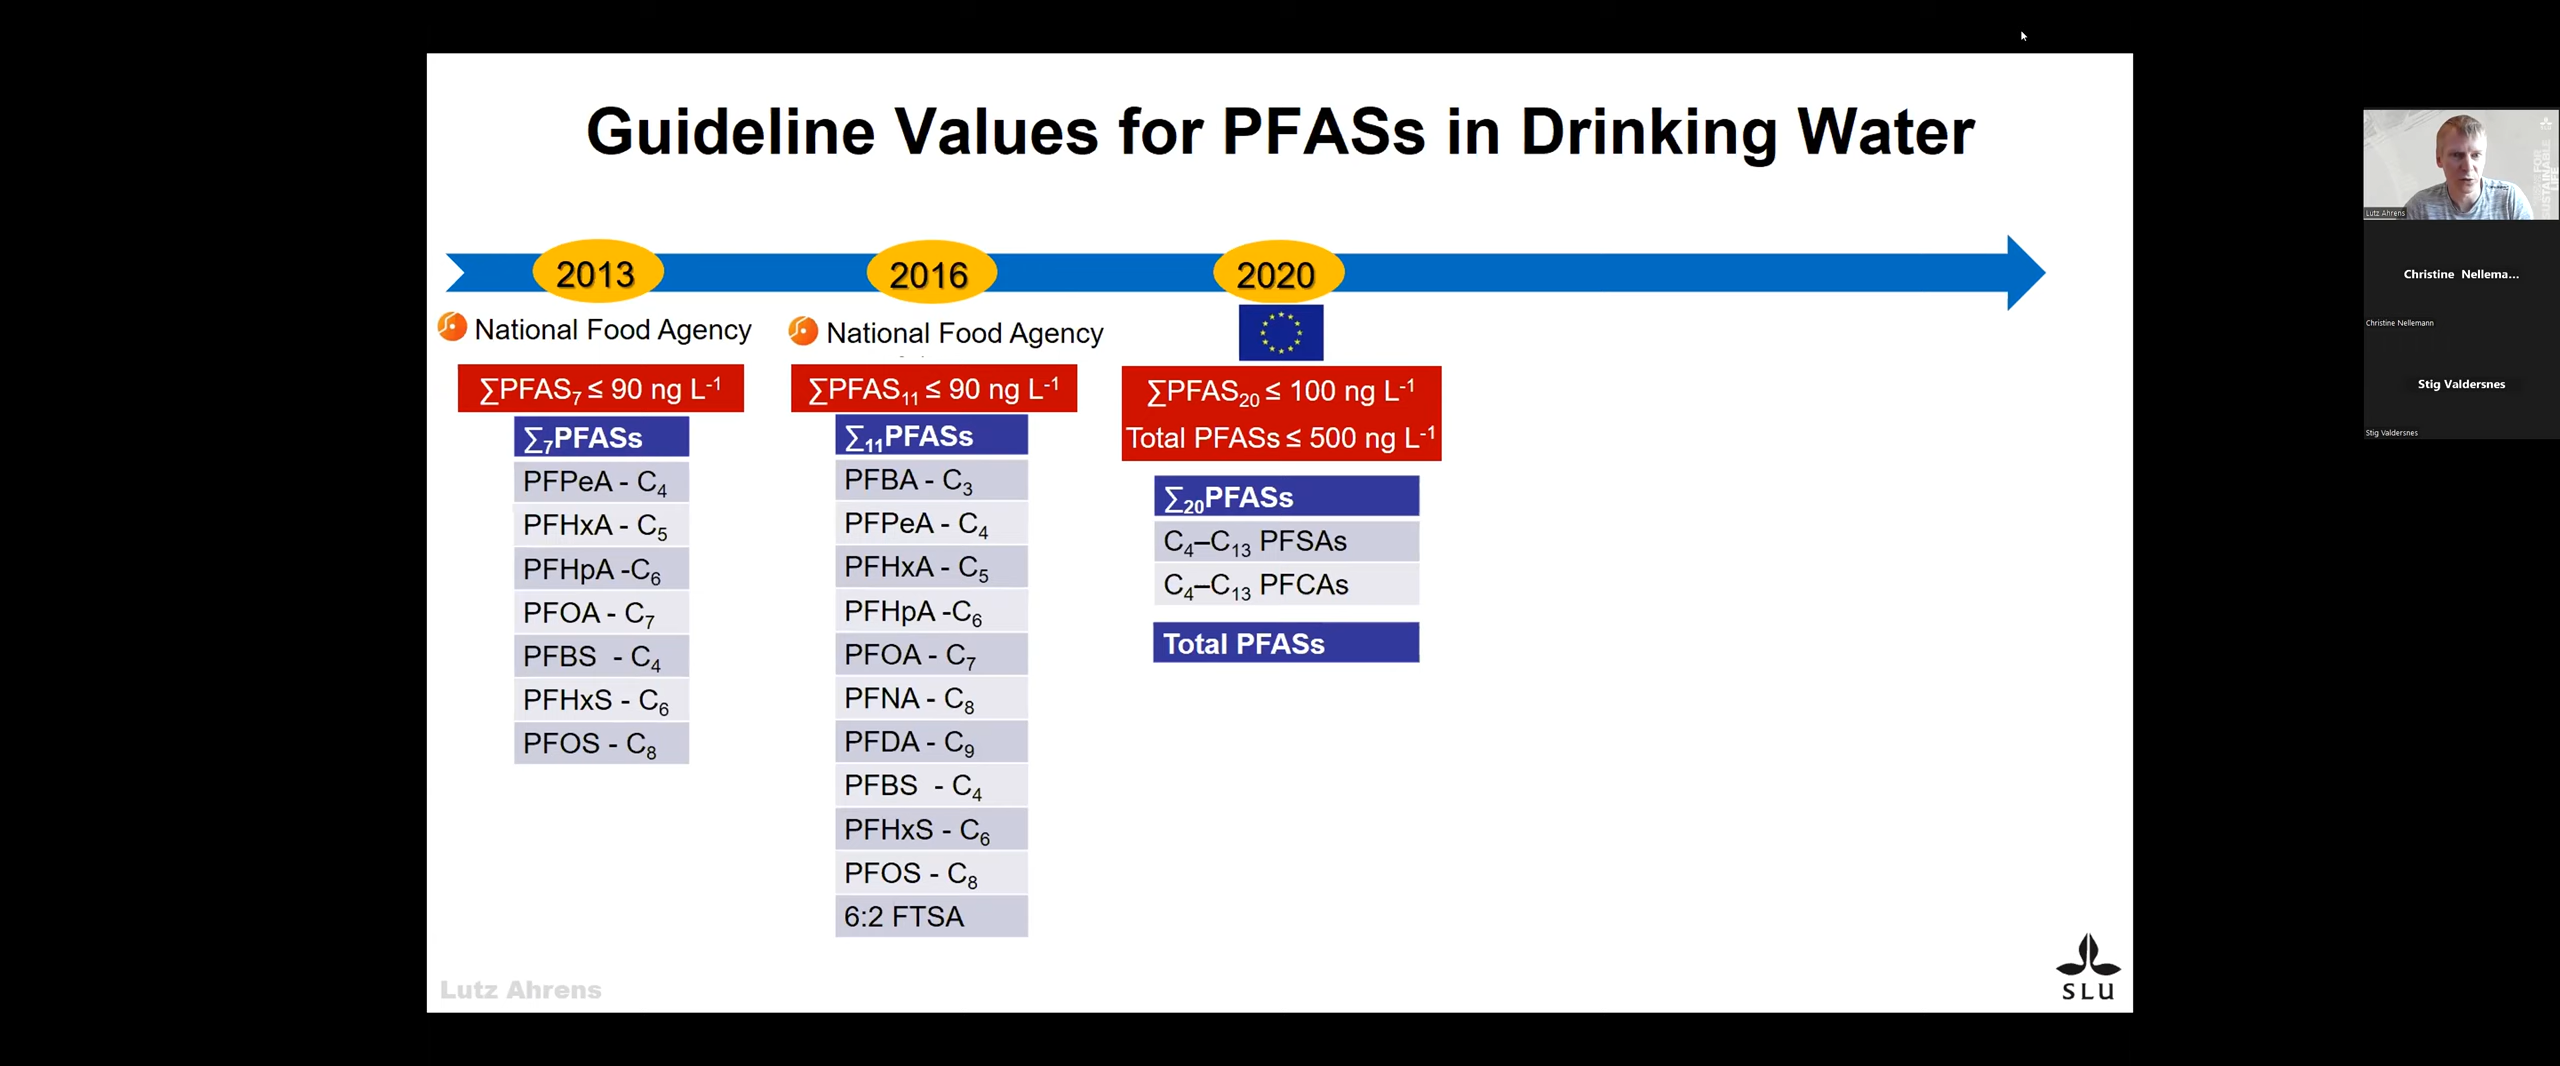 Guideline Values for PFASs in Drinking Water
2013
2016
2020
National Food Agency
∑PFAS₇ ≤ 90 ng L⁻¹
∑₇PFASs
PFPeA - C₄
PFHxA - C₅
PFHpA -C₆
PFOA - C₇
PFBS - C₄
PFHxS - C₆
PFOS - C₈
National Food Agency
∑PFAS₁₁ ≤ 90 ng L⁻¹
∑₁₁PFASs
PFBA - C₃
PFPeA - C₄
PFHxA - C₅
PFHpA -C₆
PFOA - C₇
PFNA - C₈
PFDA - C₉
PFBS - C₄
PFHxS - C₆
PFOS - C₈
6:2 FTSA
∑PFAS₂₀ ≤ 100 ng L⁻¹
Total PFASs ≤ 500 ng L⁻¹
∑₂₀PFASs
C₄–C₁₃ PFSAs
C₄–C₁₃ PFCAs
Total PFASs
Lutz Ahrens
SLU
FOR
SUSTAINABLE
LIFE
Lutz Ahrens
Christine Nellema...
Christine Nellemann
Stig Valdersnes
Stig Valdersnes